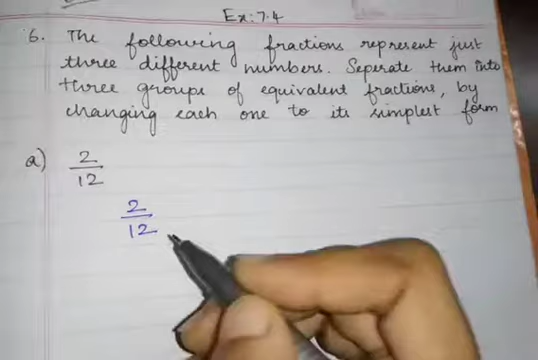 Ex: 7.4
6. The following fractions represent just
three different numbers. Seperate them into
three groups of equivalent fractions, by
changing each one to its simplest form
a) 2/12
2/12